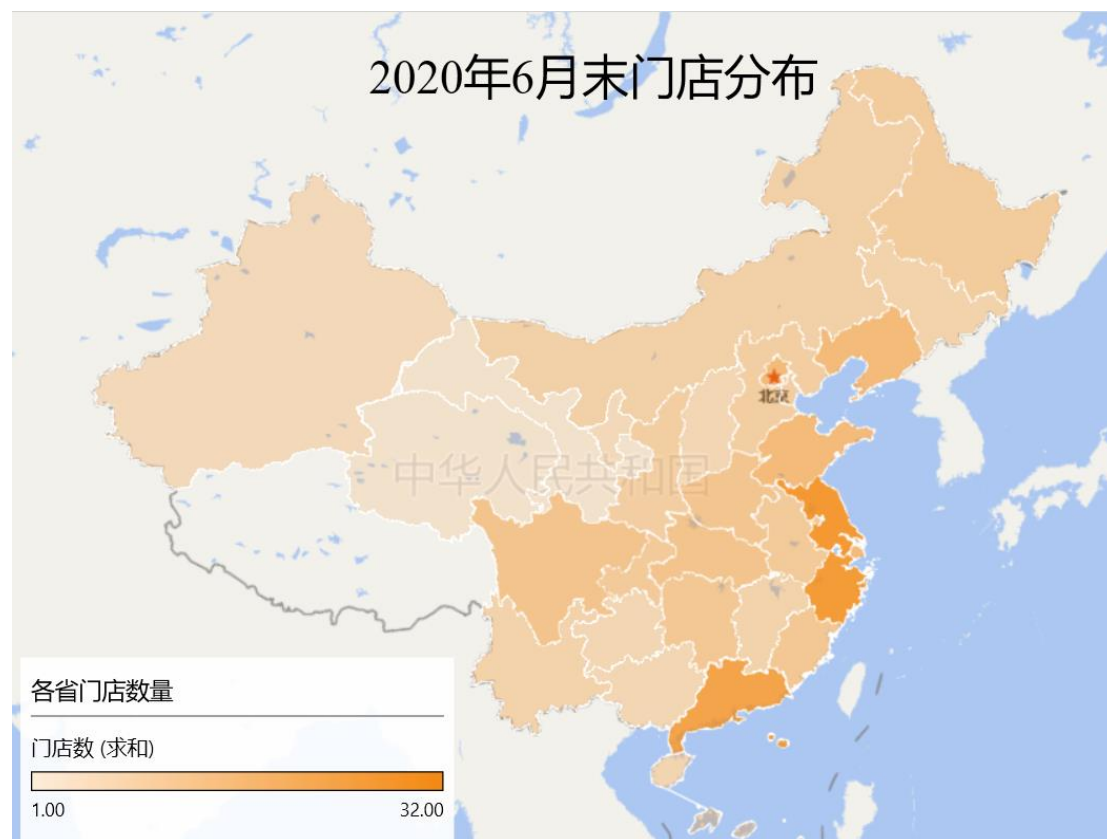 2020年6月末门店分布
北京
中华人民共和国
各省门店数量
门店数 (求和)
1.00
32.00